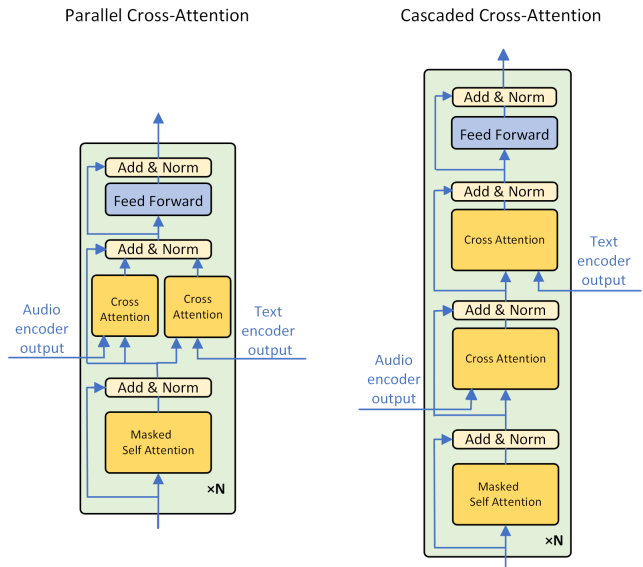 Parallel Cross-Attention
Add & Norm
Feed Forward
Add & Norm
Cross
Attention
Cross
Attention
Audio
encoder
output
Text
encoder
output
Add & Norm
Masked
Self Attention
×N
Cascaded Cross-Attention
Add & Norm
Feed Forward
Add & Norm
Cross Attention
Text
encoder
output
Add & Norm
Cross Attention
Audio
encoder
output
Add & Norm
Masked
Self Attention
×N